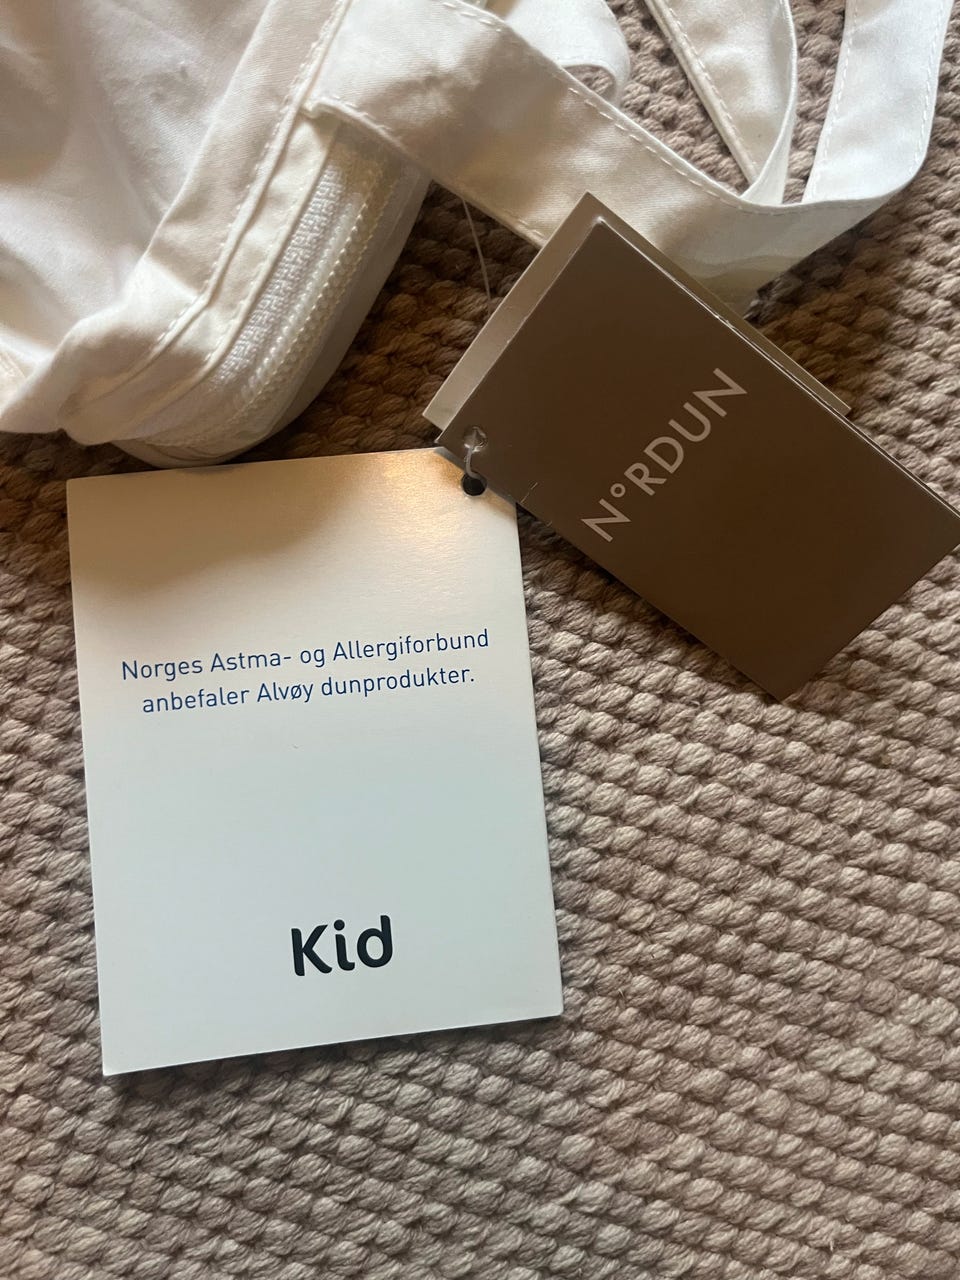 N°RDUN
Norges Astma- og Allergiforbund
anbefaler Alvøy dunprodukter.
Kid